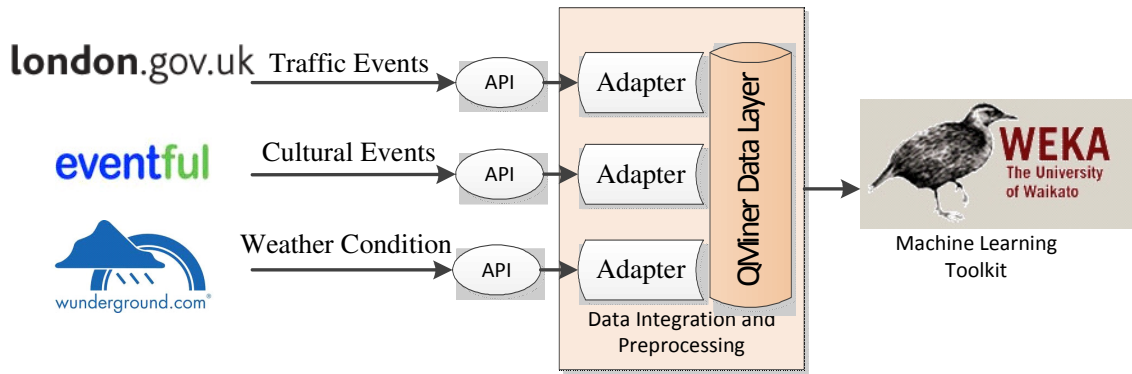 london.gov.uk
Traffic Events
API
Adapter
eventful
Cultural Events
API
Adapter
wunderground.com®
Weather Condition
API
Adapter
QMiner Data Layer
Data Integration and
Preprocessing
WEKA
The University
of Waikato
Machine Learning
Toolkit